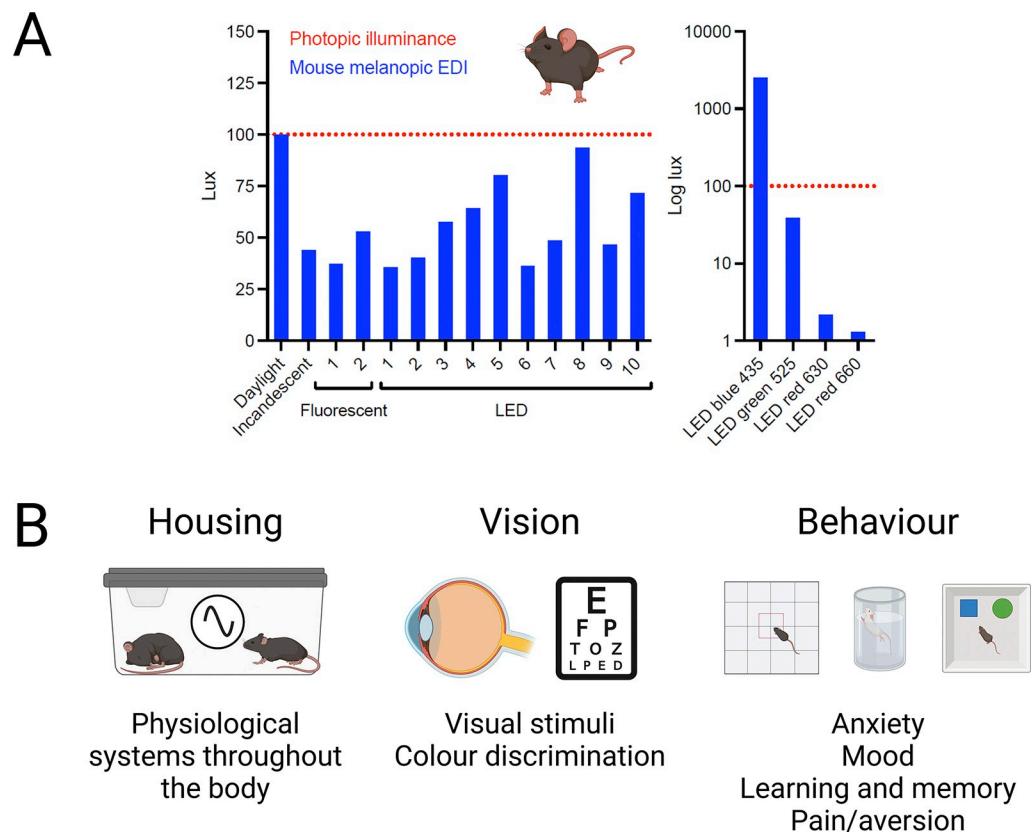 A
150
125
100
75
50
25
0
Lux
Photopic illuminance
Mouse melanopic EDI
Daylight
Incandescent
1
2
1
2
3
4
5
6
7
8
9
10
Fluorescent
LED
10000
1000
100
10
1
Log lux
LED blue 435
LED green 525
LED red 630
LED red 660
B
Housing
Physiological
systems throughout
the body
Vision
E
F P
T O Z
L P E D
Visual stimuli
Colour discrimination
Behaviour
Anxiety
Mood
Learning and memory
Pain/aversion